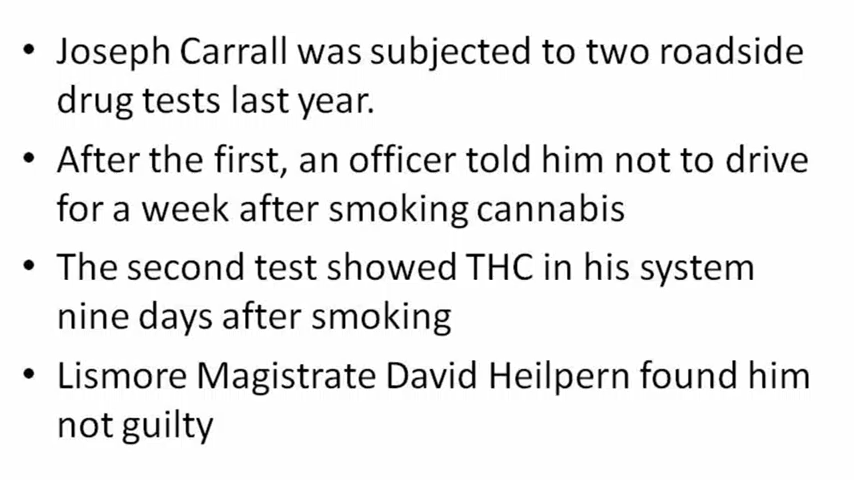 • Joseph Carrall was subjected to two roadside
drug tests last year.
• After the first, an officer told him not to drive
for a week after smoking cannabis
• The second test showed THC in his system
nine days after smoking
• Lismore Magistrate David Heilpern found him
not guilty